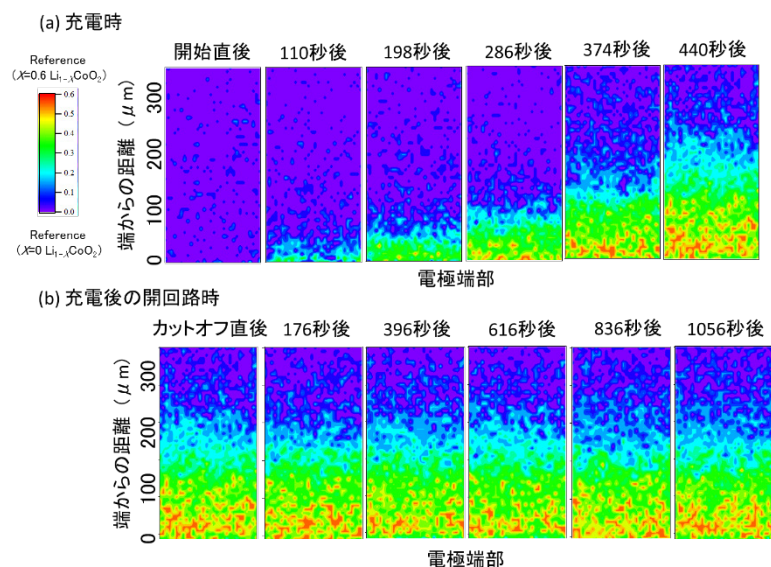 (a) 充電時
Reference
(X=0.6 Li1-XCoO2)
0.6
0.5
0.4
0.3
0.2
0.1
0.0
Reference
(X=0 Li1-XCoO2)
開始直後 110秒後 198秒後 286秒後 374秒後 440秒後
端からの距離（μm）
300
200
100
0
電極端部
(b) 充電後の開回路時
カットオフ直後 176秒後 396秒後 616秒後 836秒後 1056秒後
端からの距離（μm）
300
200
100
0
電極端部